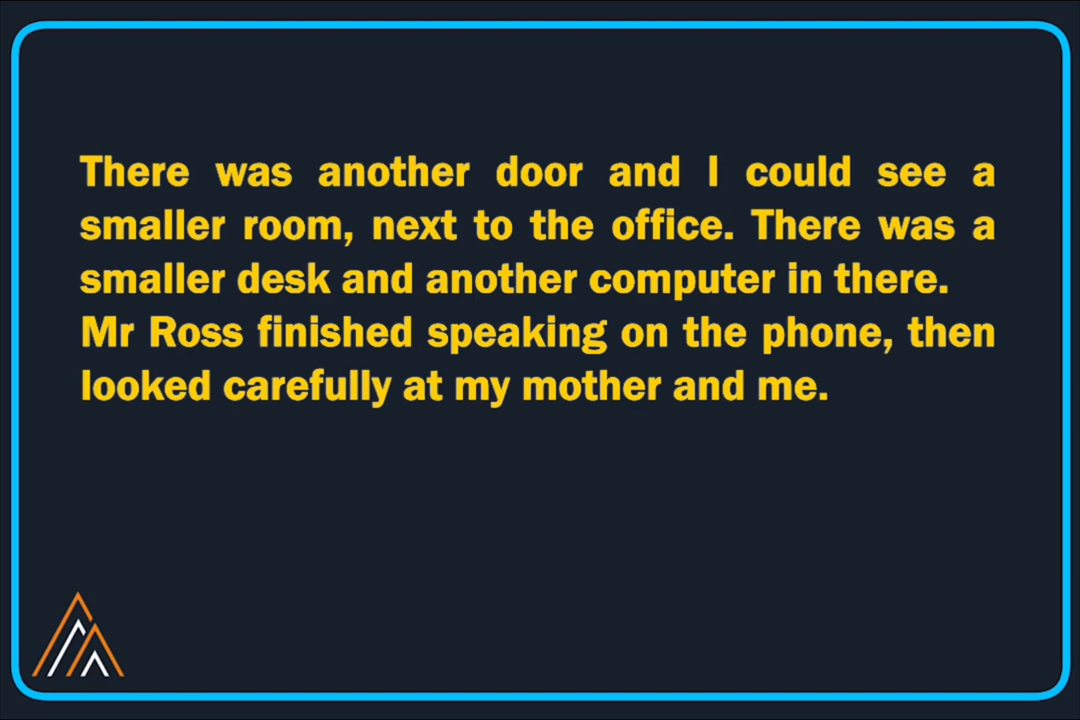 There was another door and I could see a
smaller room, next to the office. There was a
smaller desk and another computer in there.
Mr Ross finished speaking on the phone, then
looked carefully at my mother and me.